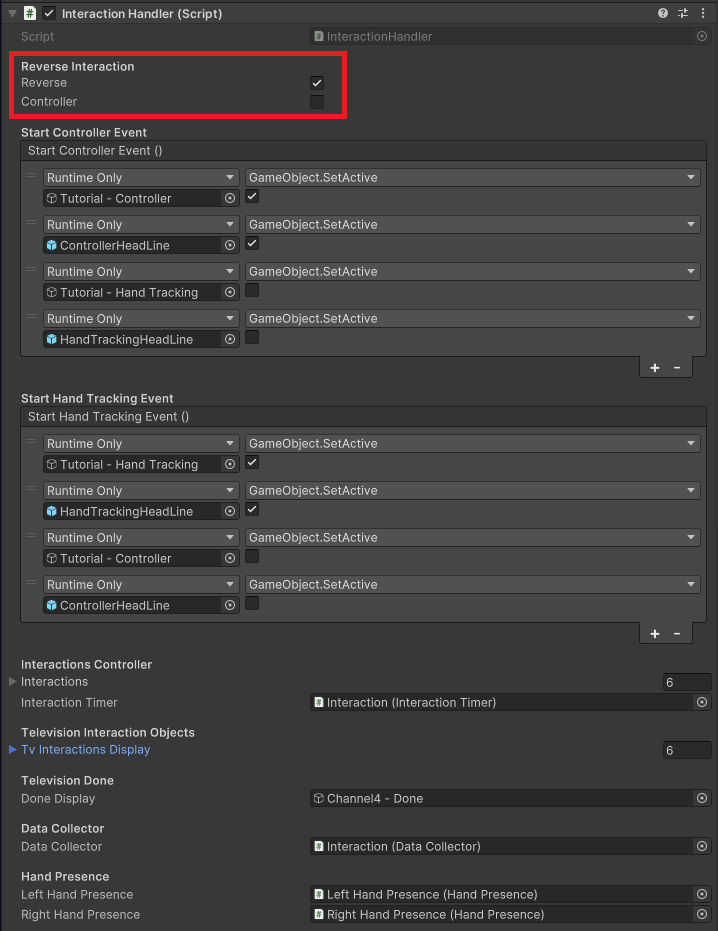 Interaction Handler (Script)
Script InteractionHandler
Reverse Interaction
Reverse
Controller
Start Controller Event
Start Controller Event ()
Runtime Only GameObject.SetActive
Tutorial - Controller
Runtime Only GameObject.SetActive
ControllerHeadLine
Runtime Only GameObject.SetActive
Tutorial - Hand Tracking
Runtime Only GameObject.SetActive
HandTrackingHeadLine
+ -
Start Hand Tracking Event
Start Hand Tracking Event ()
Runtime Only GameObject.SetActive
Tutorial - Hand Tracking
Runtime Only GameObject.SetActive
HandTrackingHeadLine
Runtime Only GameObject.SetActive
Tutorial - Controller
Runtime Only GameObject.SetActive
ControllerHeadLine
+ -
Interactions Controller
Interactions 6
Interaction Timer Interaction (Interaction Timer)
Television Interaction Objects
Tv Interactions Display 6
Television Done
Done Display Channel4 - Done
Data Collector
Data Collector Interaction (Data Collector)
Hand Presence
Left Hand Presence Left Hand Presence (Hand Presence)
Right Hand Presence Right Hand Presence (Hand Presence)